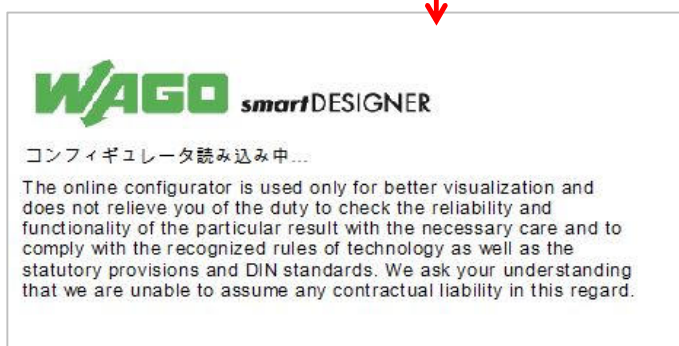 WAGO smartDESIGNER
コンフィギュレータ読み込み中...
The online configurator is used only for better visualization and
does not relieve you of the duty to check the reliability and
functionality of the particular result with the necessary care and to
comply with the recognized rules of technology as well as the
statutory provisions and DIN standards. We ask your understanding
that we are unable to assume any contractual liability in this regard.